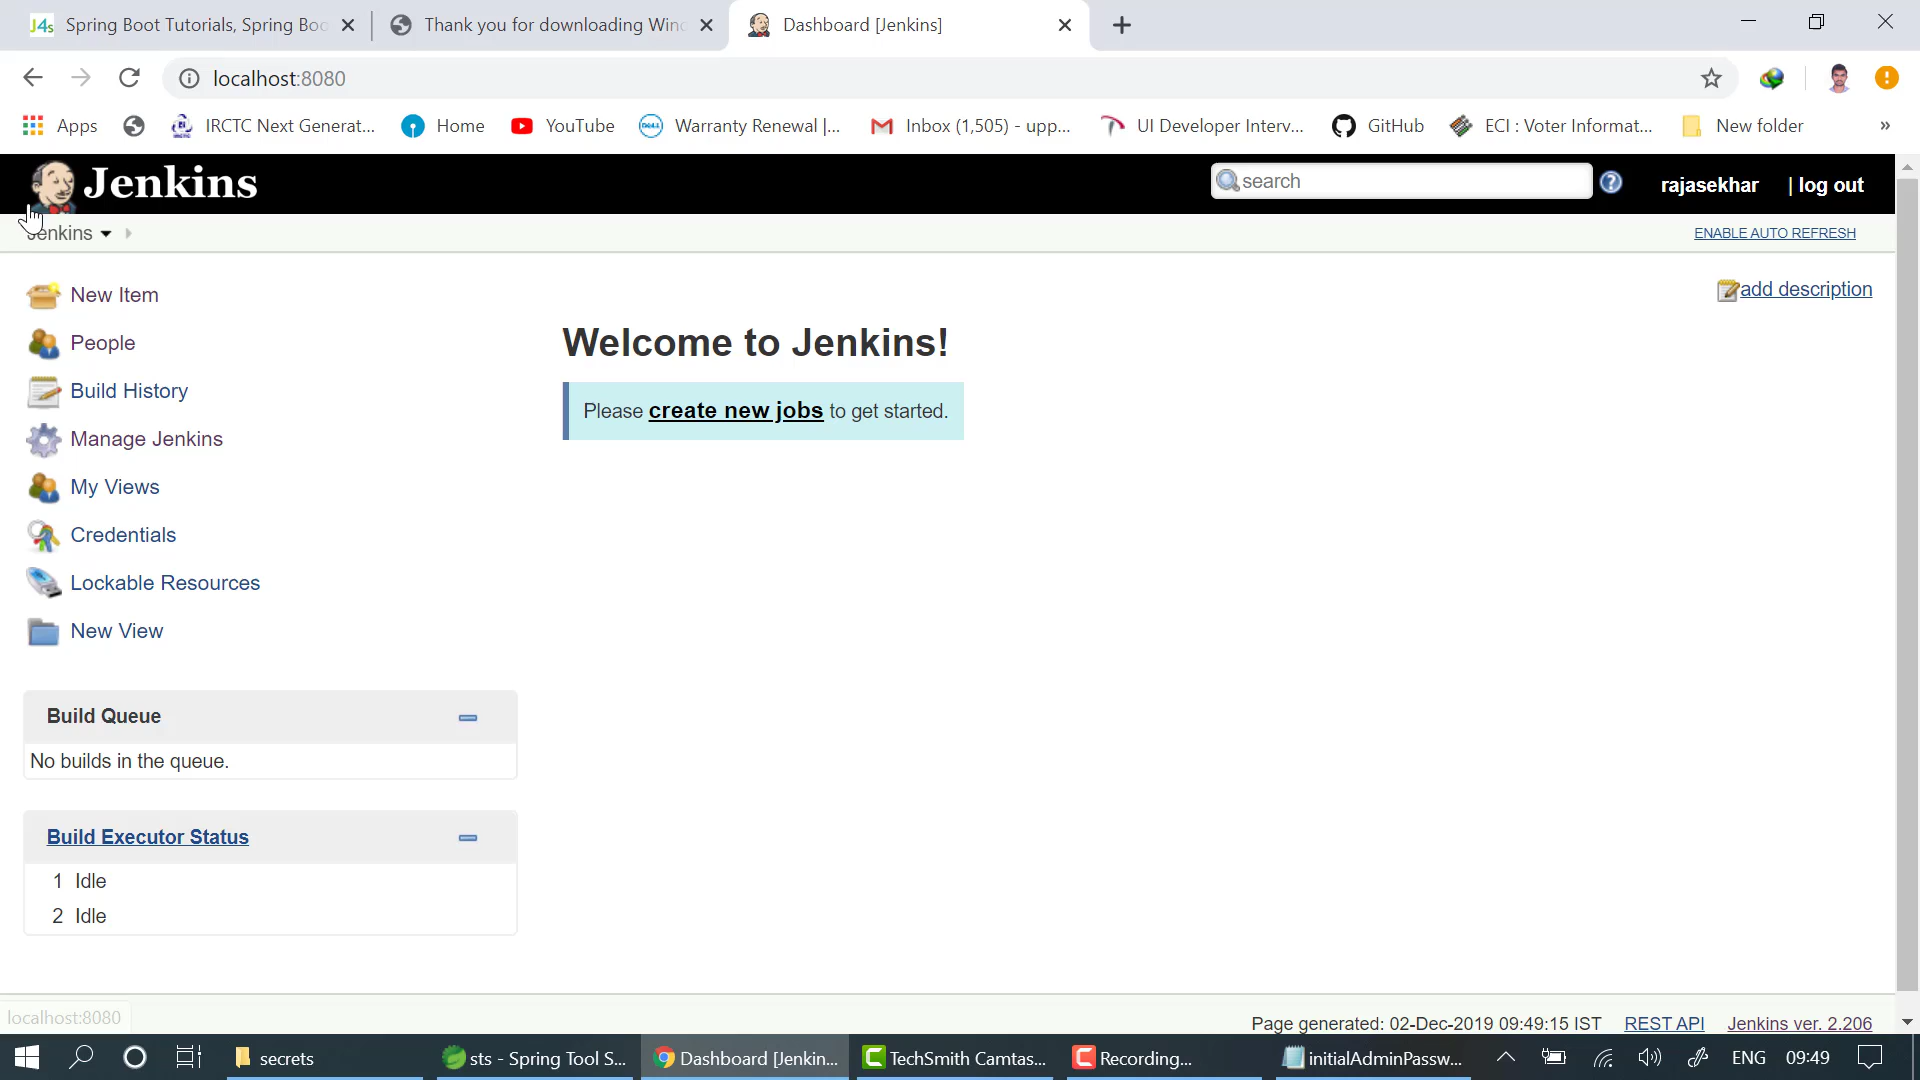 J4s Spring Boot Tutorials, Spring Boo
Thank you for downloading Winc
Dashboard [Jenkins]
localhost:8080
Apps
IRCTC Next Generat...
Home
YouTube
DELL
Warranty Renewal |...
Inbox (1,505) - upp...
UI Developer Interv...
GitHub
ECI : Voter Informat...
New folder
»
Jenkins
search
rajasekhar
| log out
Jenkins
ENABLE AUTO REFRESH
New Item
People
Build History
Manage Jenkins
My Views
Credentials
Lockable Resources
New View
add description
Welcome to Jenkins!
Please create new jobs to get started.
Build Queue
No builds in the queue.
Build Executor Status
1 Idle
2 Idle
localhost:8080
Page generated: 02-Dec-2019 09:49:15 IST
REST API
Jenkins ver. 2.206
secrets
sts - Spring Tool S...
Dashboard [Jenkin...
TechSmith Camtas...
Recording...
initialAdminPassw...
ENG
09:49